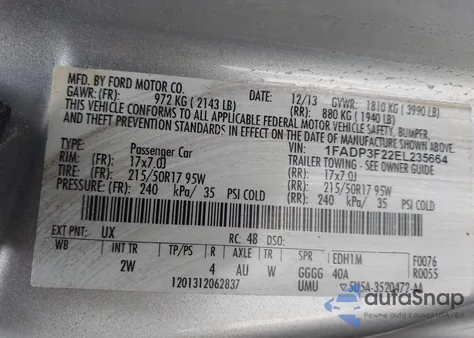 MFD. BY FORD MOTOR CO.
DATE: 12/13 GVWR: 1810 KG (3990 LB)
GAWR: (FR): 972 KG (2143 LB) (RR): 880 KG (1940 LB)
THIS VEHICLE CONFORMS TO ALL APPLICABLE FEDERAL MOTOR VEHICLE SAFETY, BUMPER,
AND THEFT PREVENTION STANDARDS IN EFFECT ON THE DATE OF MANUFACTURE SHOWN ABOVE.
VIN: 1FADP3F22EL235664
TYPE: Passenger Car TRAILER TOWING - SEE OWNER GUIDE
RIM: (FR): 17x7.0J (RR): 17x7.0J
TIRE: (FR): 215/50R17 95W (RR): 215/50R17 95W
PRESSURE: (FR): 240 kPa/ 35 PSI COLD (RR): 240 kPa/ 35 PSI COLD
EXT PNT: UX RC: 48 DSO:
WB INT TR TP/PS R AXLE TR SPR EDH1M F0076
2W 4 AU W GGGG 40A R0055
1201312062837 UMU 5U5A-3520472-AA
autoSnap